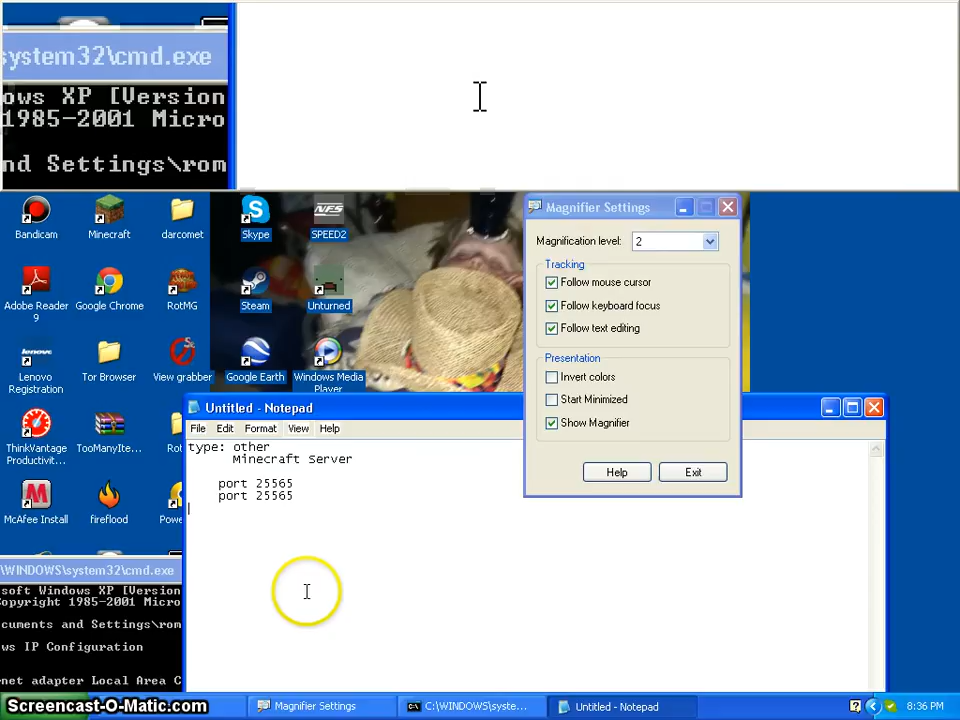 system32\cmd.exe
ows XP [Version
1985-2001 Micro
nd Settings\rom
Bandicam
Minecraft
darcomet
Skype
SPEED2
Adobe Reader
9
Google Chrome
RotMG
Steam
Unturned
lenovo
Lenovo
Registration
Tor Browser
View grabber
Google Earth
Windows Media
Player
ThinkVantage
Productivit...
TooManyIte...
Rot
McAfee Install
fireflood
Powe
Magnifier Settings
Magnification level:
2
Tracking
Follow mouse cursor
Follow keyboard focus
Follow text editing
Presentation
Invert colors
Start Minimized
Show Magnifier
Help
Exit
Untitled - Notepad
File
Edit
Format
View
Help
type: other
Minecraft Server
port 25565
port 25565
\WINDOWS\system32\cmd.exe
soft Windows XP [Version
Copyright 1985-2001 Micro
cuments and Settings\rom
ws IP Configuration
rnet adapter Local Area C
Screencast-O-Matic.com
Magnifier Settings
C:\WINDOWS\syste...
Untitled - Notepad
8:36 PM